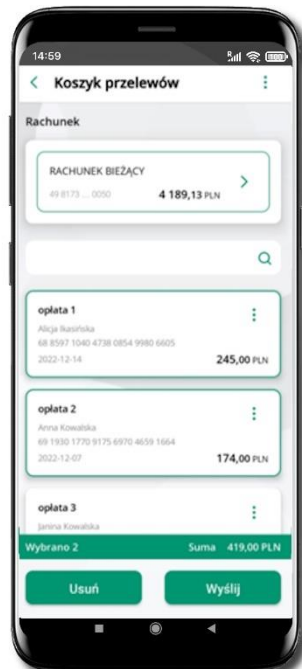 14:59
Koszyk przelewów
Rachunek
RACHUNEK BIEŻĄCY
49 8173 ... 0050 4 189,13 PLN
opłata 1
Alicja Ikasińska
68 8597 1040 4738 0854 9980 6605
2022-12-14 245,00 PLN
opłata 2
Anna Kowalska
69 1930 1770 9175 6970 4659 1664
2022-12-07 174,00 PLN
opłata 3
Janina Kowalska
Wybrano 2 Suma 419,00 PLN
Usuń Wyślij